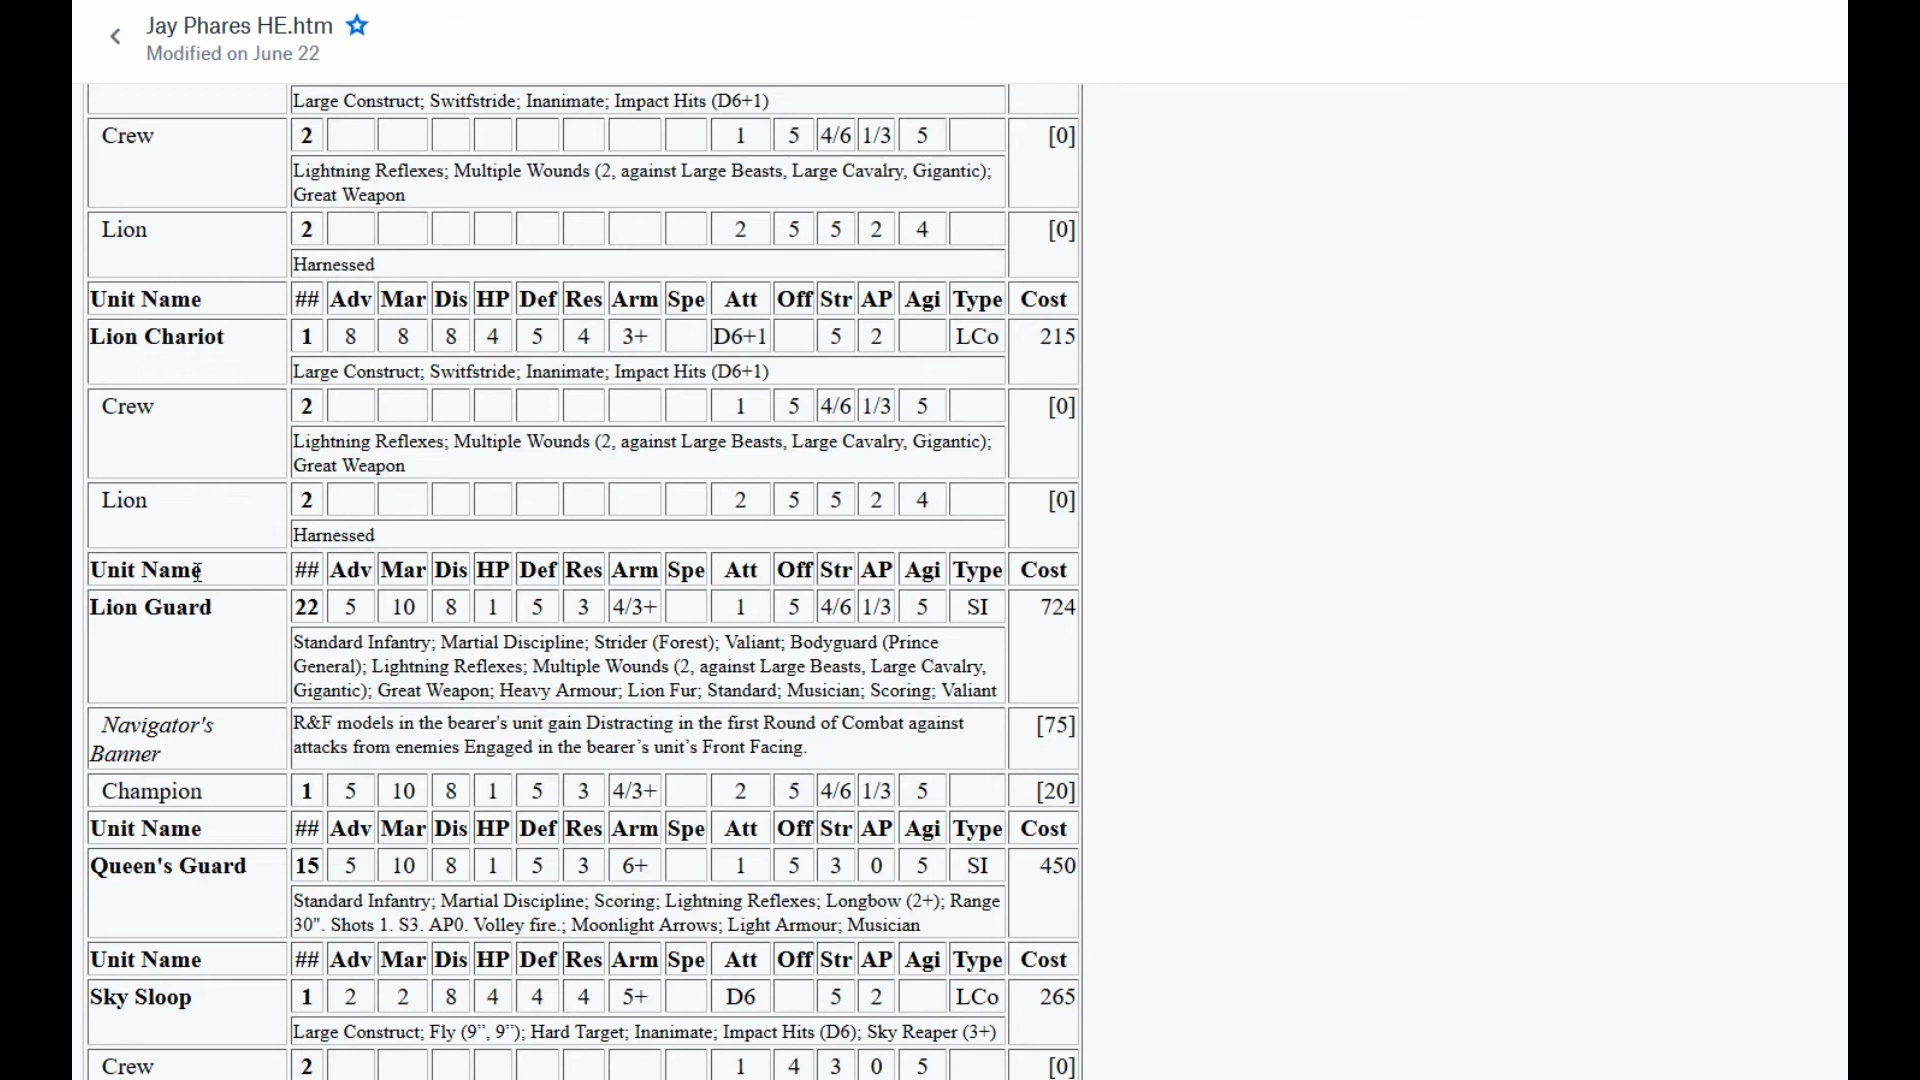 Jay Phares HE.htm
Modified on June 22
Large Construct; Switfstride; Inanimate; Impact Hits (D6+1)
Crew 2 1 5 4/6 1/3 5 [0]
Lightning Reflexes; Multiple Wounds (2, against Large Beasts, Large Cavalry, Gigantic);
Great Weapon
Lion 2 2 5 5 2 4 [0]
Harnessed
Unit Name ## Adv Mar Dis HP Def Res Arm Spe Att Off Str AP Agi Type Cost
Lion Chariot 1 8 8 8 4 5 4 3+ D6+1 5 2 LCo 215
Large Construct; Switfstride; Inanimate; Impact Hits (D6+1)
Crew 2 1 5 4/6 1/3 5 [0]
Lightning Reflexes; Multiple Wounds (2, against Large Beasts, Large Cavalry, Gigantic);
Great Weapon
Lion 2 2 5 5 2 4 [0]
Harnessed
Unit Name ## Adv Mar Dis HP Def Res Arm Spe Att Off Str AP Agi Type Cost
Lion Guard 22 5 10 8 1 5 3 4/3+ 1 5 4/6 1/3 5 SI 724
Standard Infantry; Martial Discipline; Strider (Forest); Valiant; Bodyguard (Prince
General); Lightning Reflexes; Multiple Wounds (2, against Large Beasts, Large Cavalry,
Gigantic); Great Weapon; Heavy Armour; Lion Fur; Standard; Musician; Scoring; Valiant
Navigator's
Banner
R&F models in the bearer's unit gain Distracting in the first Round of Combat against
attacks from enemies Engaged in the bearer’s unit’s Front Facing.
[75]
Champion 1 5 10 8 1 5 3 4/3+ 2 5 4/6 1/3 5 [20]
Unit Name ## Adv Mar Dis HP Def Res Arm Spe Att Off Str AP Agi Type Cost
Queen's Guard 15 5 10 8 1 5 3 6+ 1 5 3 0 5 SI 450
Standard Infantry; Martial Discipline; Scoring; Lightning Reflexes; Longbow (2+); Range
30". Shots 1. S3. AP0. Volley fire.; Moonlight Arrows; Light Armour; Musician
Unit Name ## Adv Mar Dis HP Def Res Arm Spe Att Off Str AP Agi Type Cost
Sky Sloop 1 2 2 8 4 4 4 5+ D6 5 2 LCo 265
Large Construct; Fly (9”, 9”); Hard Target; Inanimate; Impact Hits (D6); Sky Reaper (3+)
Crew 2 1 4 3 0 5 [0]